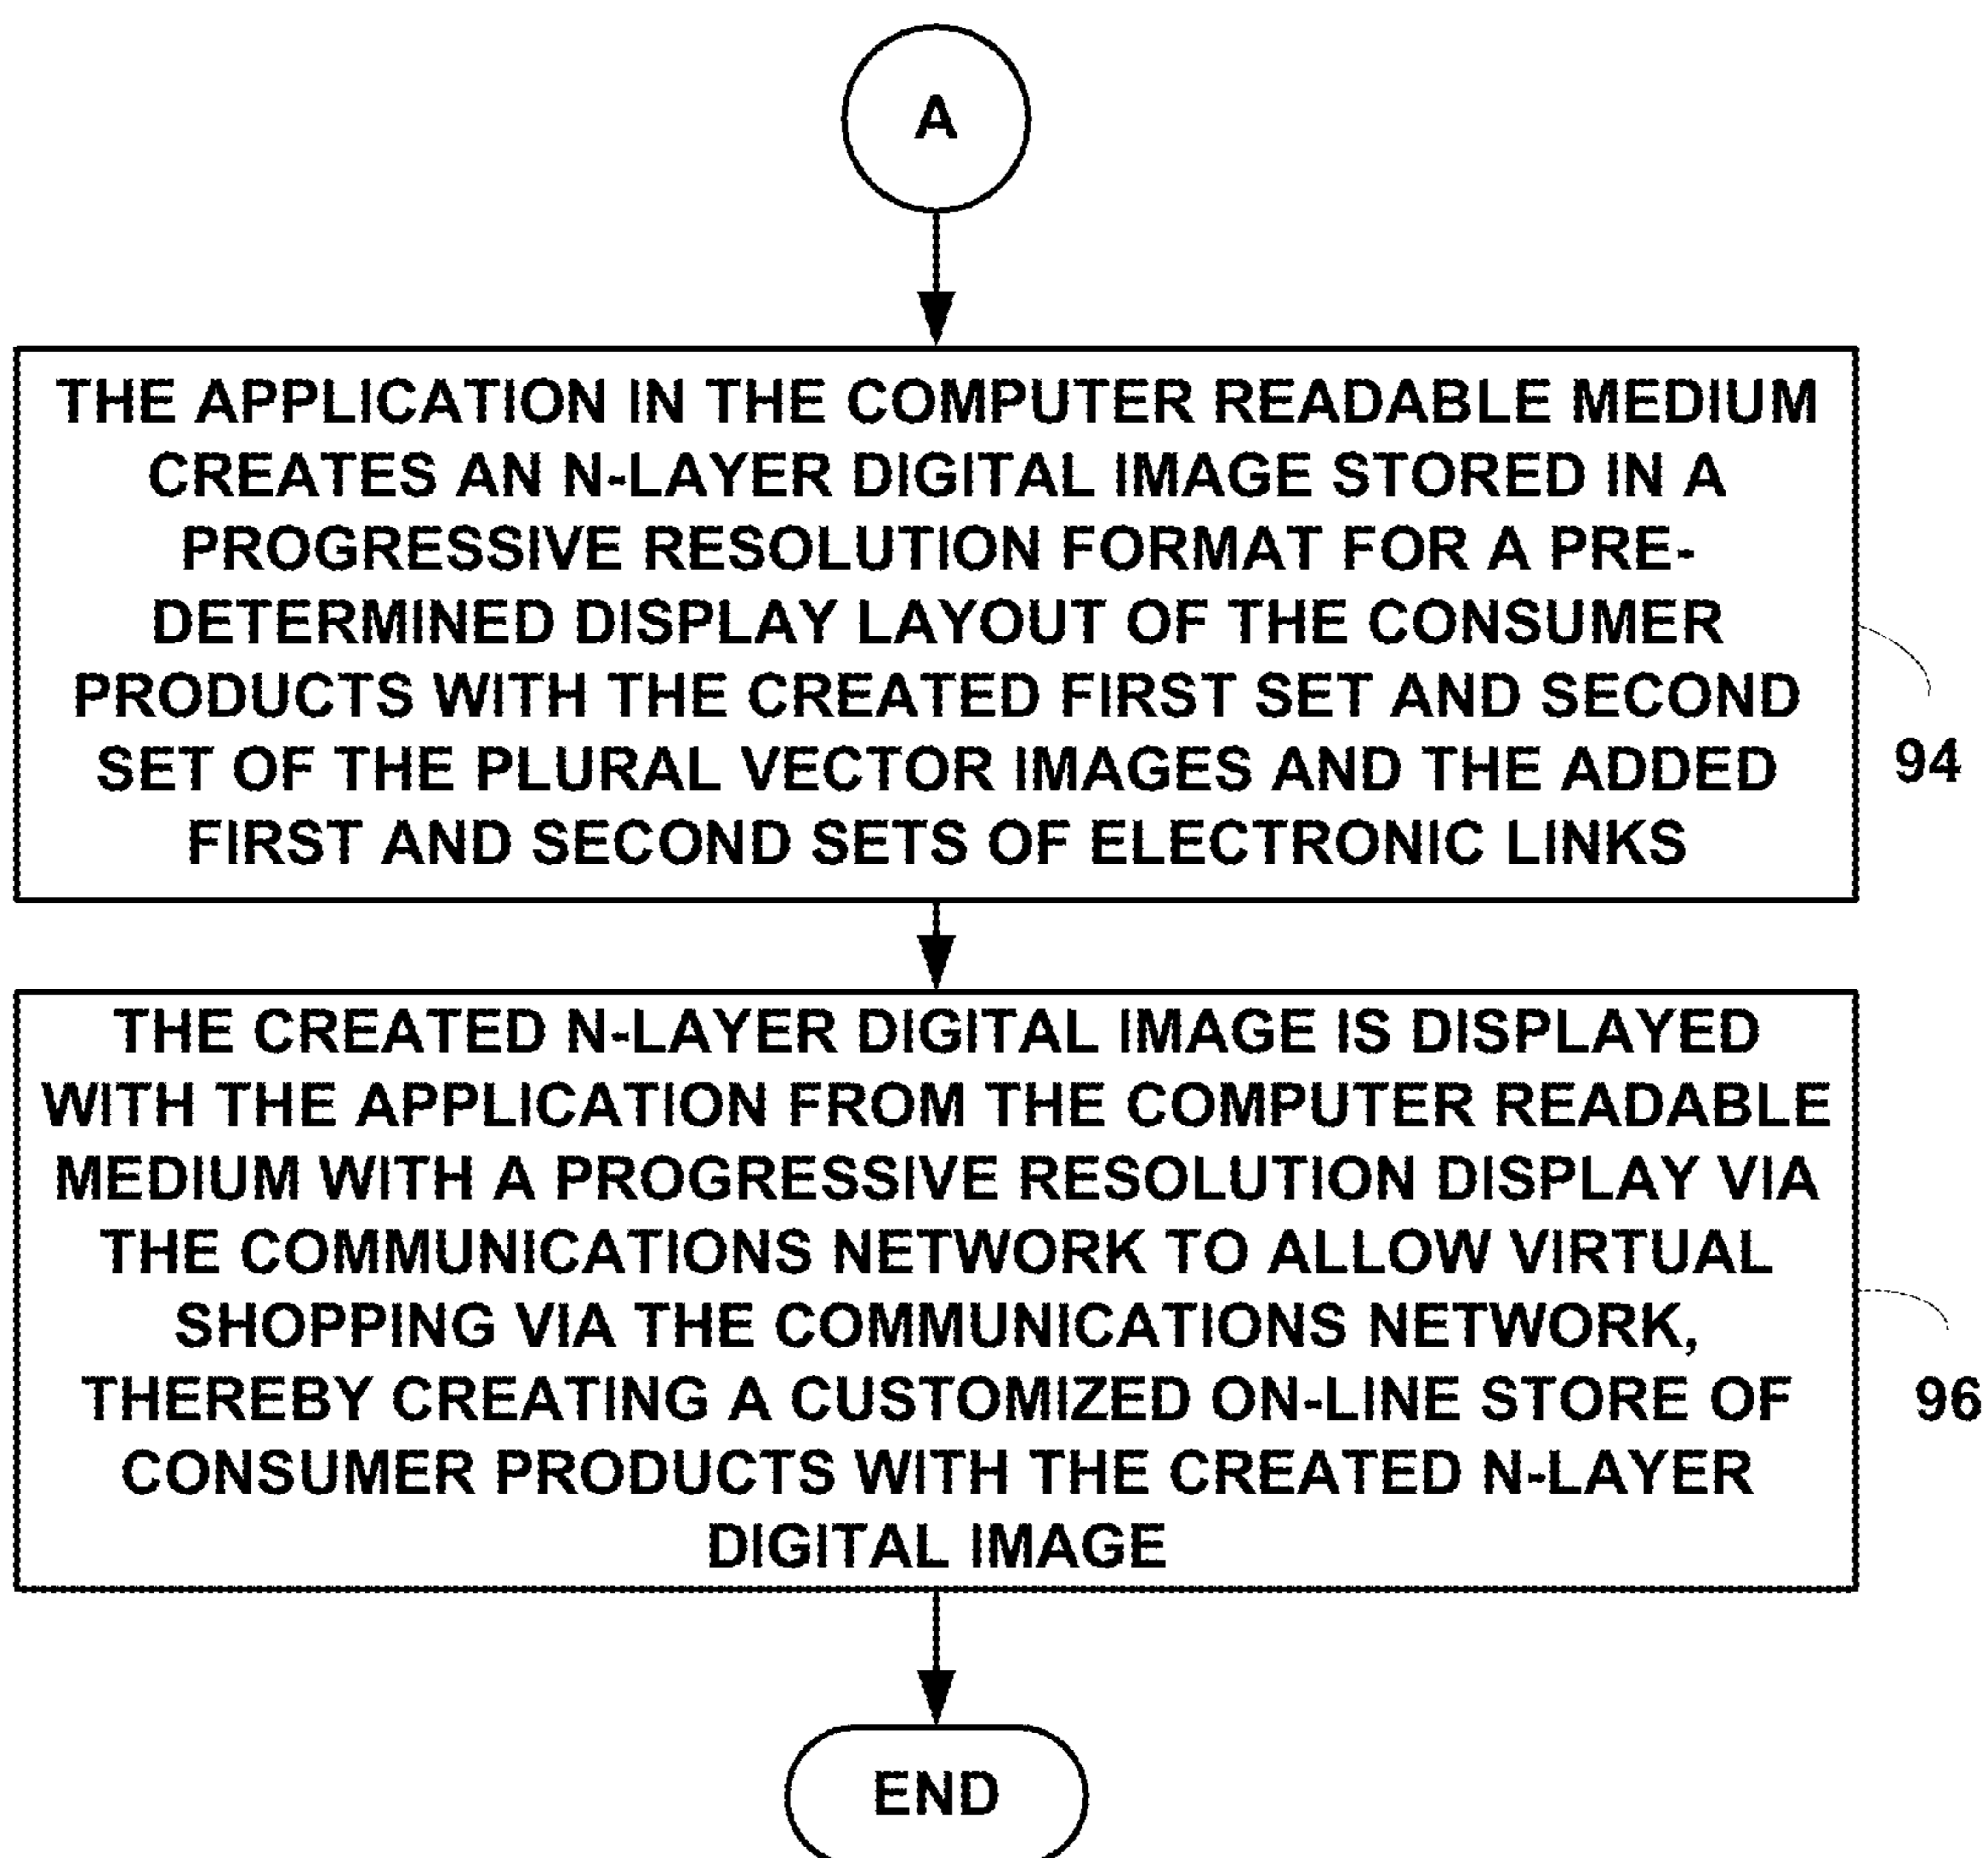 A
THE APPLICATION IN THE COMPUTER READABLE MEDIUM
CREATES AN N-LAYER DIGITAL IMAGE STORED IN A
PROGRESSIVE RESOLUTION FORMAT FOR A PRE-
DETERMINED DISPLAY LAYOUT OF THE CONSUMER
PRODUCTS WITH THE CREATED FIRST SET AND SECOND
SET OF THE PLURAL VECTOR IMAGES AND THE ADDED
FIRST AND SECOND SETS OF ELECTRONIC LINKS
94
THE CREATED N-LAYER DIGITAL IMAGE IS DISPLAYED
WITH THE APPLICATION FROM THE COMPUTER READABLE
MEDIUM WITH A PROGRESSIVE RESOLUTION DISPLAY VIA
THE COMMUNICATIONS NETWORK TO ALLOW VIRTUAL
SHOPPING VIA THE COMMUNICATIONS NETWORK,
THEREBY CREATING A CUSTOMIZED ON-LINE STORE OF
CONSUMER PRODUCTS WITH THE CREATED N-LAYER
DIGITAL IMAGE
96
END